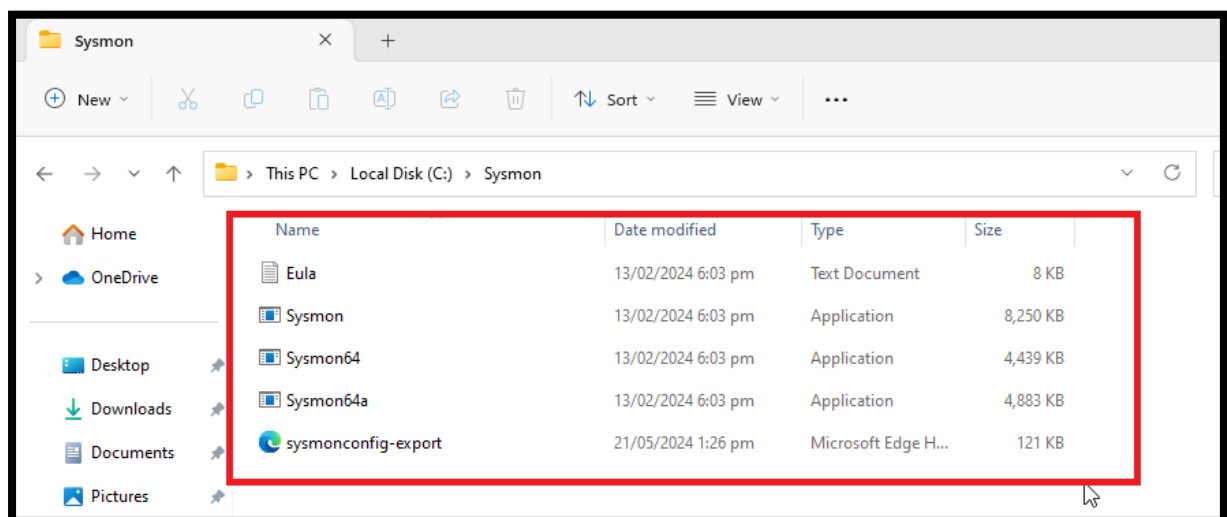 Sysmon
New
Sort
View
This PC > Local Disk (C:) > Sysmon
Home
OneDrive
Desktop
Downloads
Documents
Pictures
Name Date modified Type Size
Eula 13/02/2024 6:03 pm Text Document 8 KB
Sysmon 13/02/2024 6:03 pm Application 8,250 KB
Sysmon64 13/02/2024 6:03 pm Application 4,439 KB
Sysmon64a 13/02/2024 6:03 pm Application 4,883 KB
sysmonconfig-export 21/05/2024 1:26 pm Microsoft Edge H... 121 KB